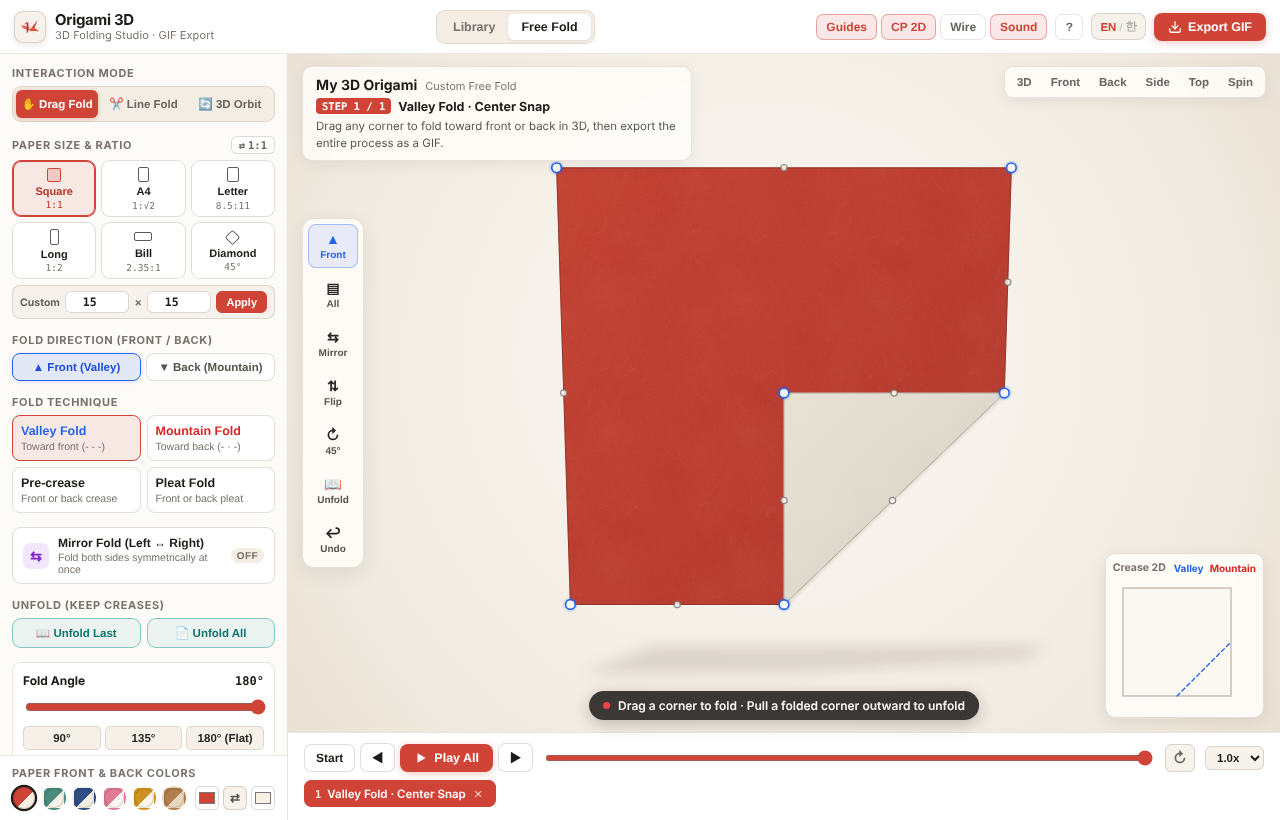 Origami 3D
3D Folding Studio · GIF Export
Library
Free Fold
Guides
CP 2D
Wire
Sound
?
EN / 한
Export GIF
INTERACTION MODE
Drag Fold
Line Fold
3D Orbit
PAPER SIZE & RATIO
⇄ 1:1
Square
1:1
A4
1:√2
Letter
8.5:11
Long
1:2
Bill
2.35:1
Diamond
45°
Custom
15
×
15
Apply
FOLD DIRECTION (FRONT / BACK)
▲ Front (Valley)
▼ Back (Mountain)
FOLD TECHNIQUE
Valley Fold
Toward front (- - -)
Mountain Fold
Toward back (- · -)
Pre-crease
Front or back crease
Pleat Fold
Front or back pleat
Mirror Fold (Left ↔ Right)
Fold both sides symmetrically at
once
OFF
UNFOLD (KEEP CREASES)
Unfold Last
Unfold All
Fold Angle
180°
90°
135°
180° (Flat)
PAPER FRONT & BACK COLORS
My 3D Origami
Custom Free Fold
STEP 1 / 1
Valley Fold · Center Snap
Drag any corner to fold toward front or back in 3D, then export the
entire process as a GIF.
3D
Front
Back
Side
Top
Spin
Front
All
Mirror
Flip
45°
Unfold
Undo
Crease 2D
Valley
Mountain
Drag a corner to fold · Pull a folded corner outward to unfold
Start
Play All
1.0x
1 Valley Fold · Center Snap ×